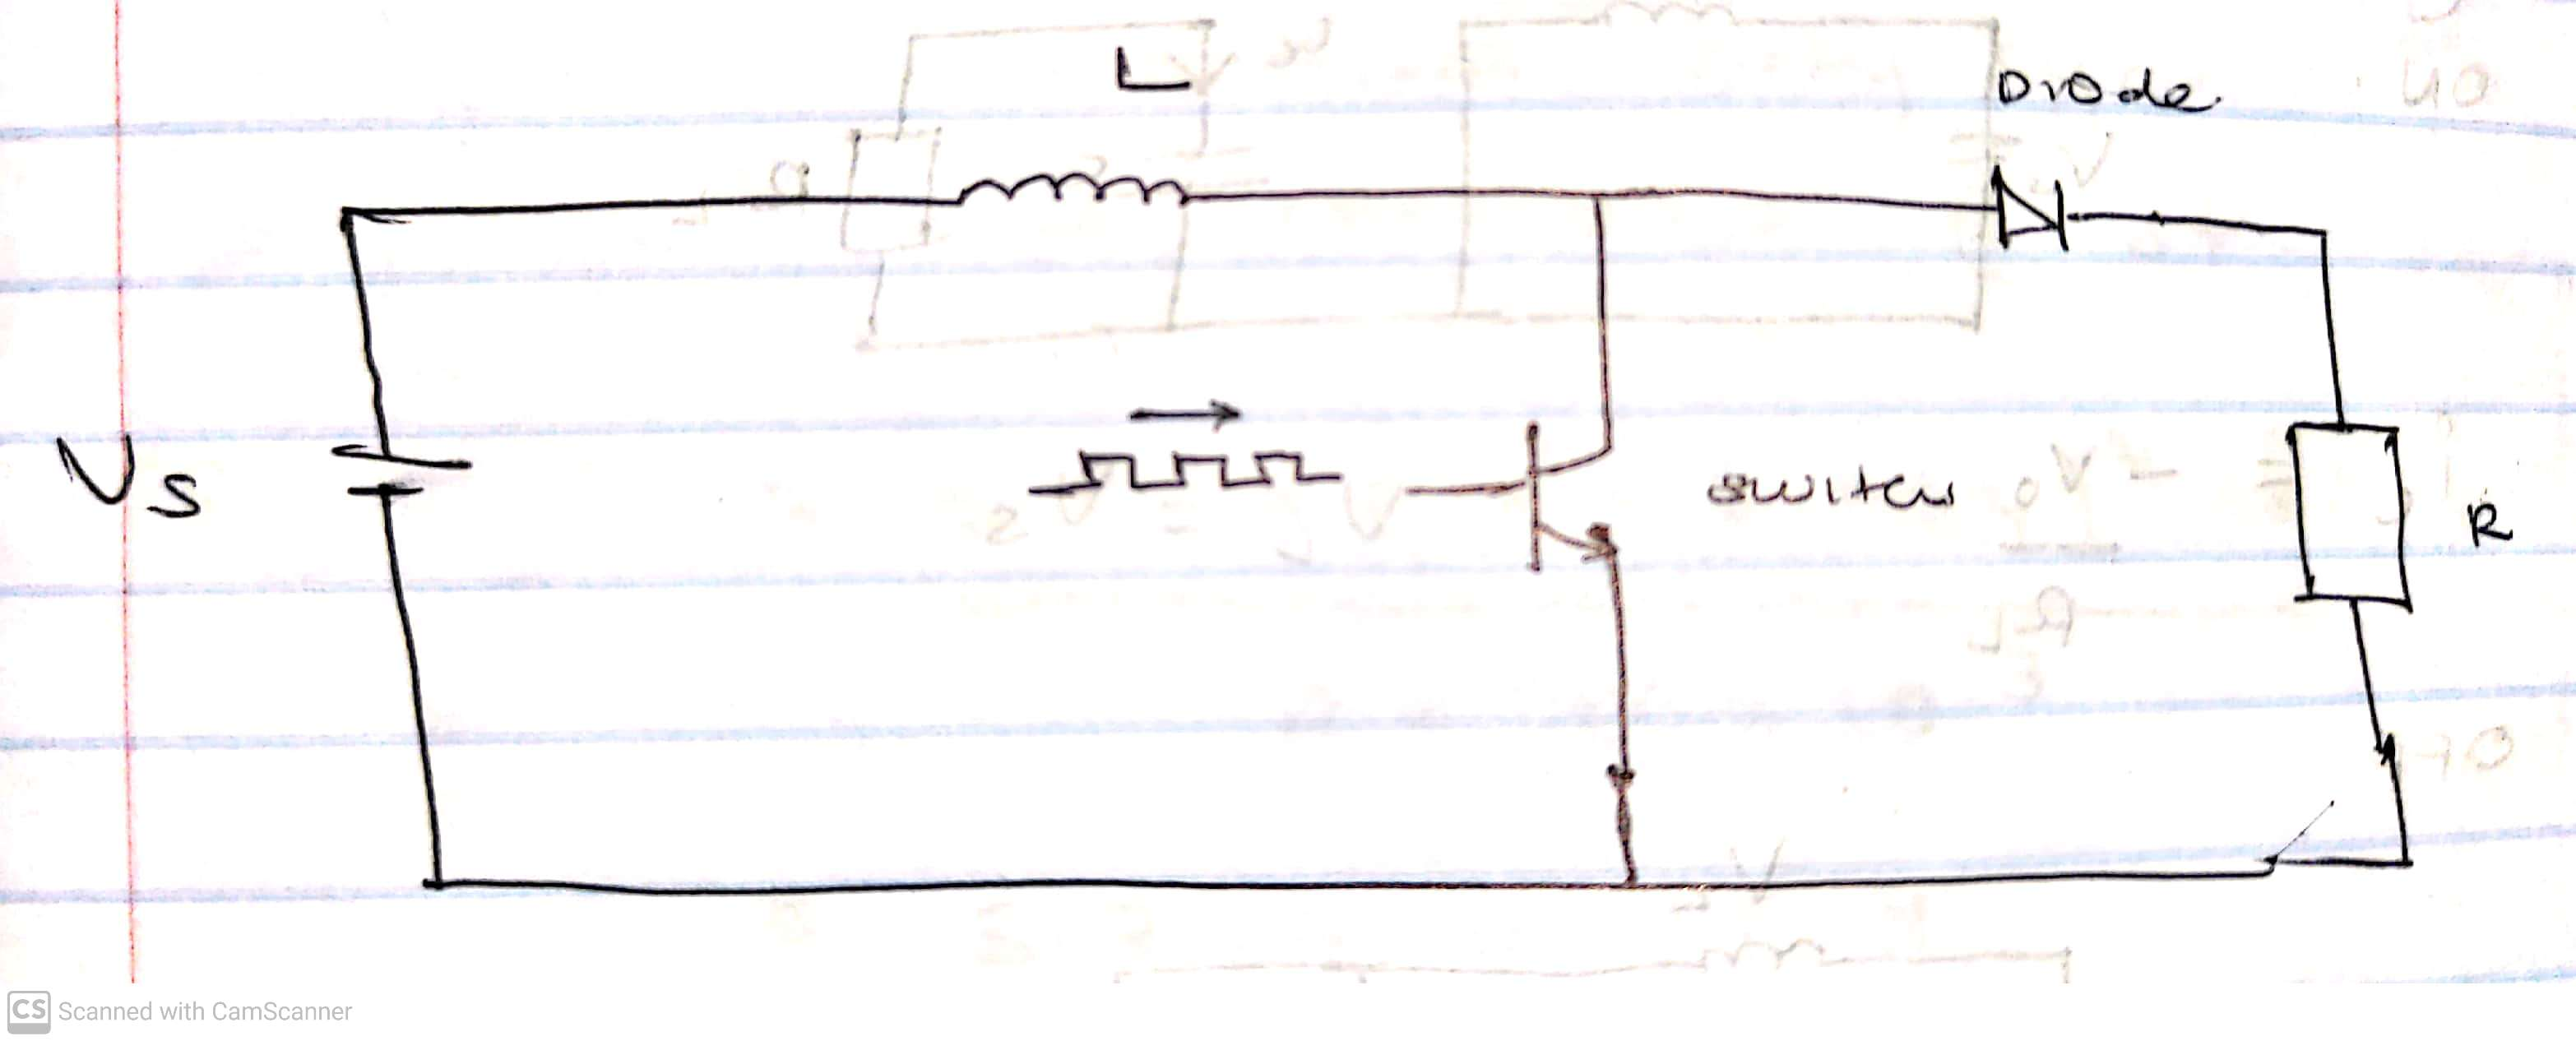 L
Diode
Vs
switch
R
CS Scanned with CamScanner